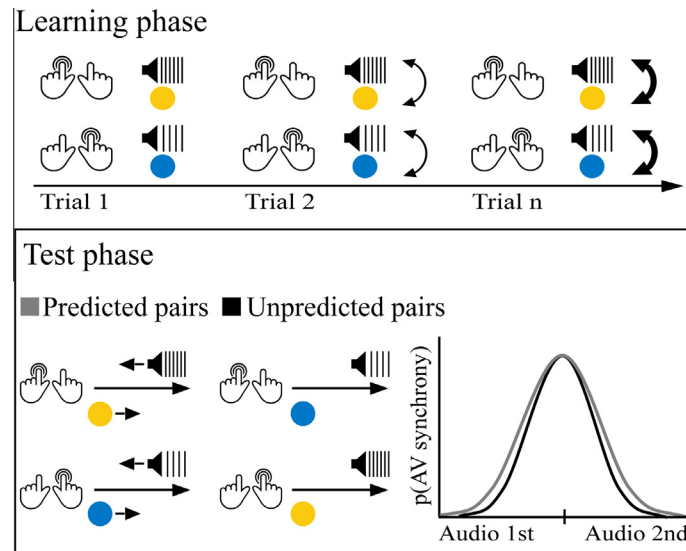 Learning phase
Trial 1 Trial 2 Trial n
Test phase
Predicted pairs Unpredicted pairs
p(AV synchrony)
Audio 1st Audio 2nd